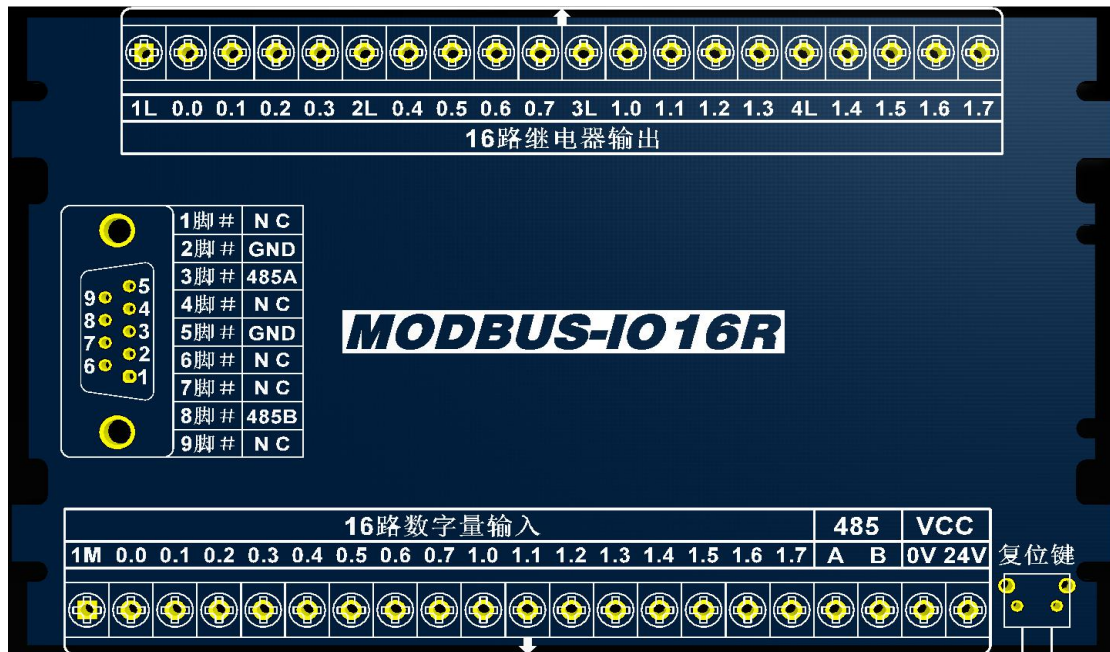 1L 0.0 0.1 0.2 0.3 2L 0.4 0.5 0.6 0.7 3L 1.0 1.1 1.2 1.3 4L 1.4 1.5 1.6 1.7
16路继电器输出
1脚# N C
2脚# GND
3脚# 485A
4脚# N C
5脚# GND
6脚# N C
7脚# N C
8脚# 485B
9脚# N C
5
9
4
8
3
7
2
6
1
MODBUS-IO16R
16路数字量输入 485 VCC
1M 0.0 0.1 0.2 0.3 0.4 0.5 0.6 0.7 1.0 1.1 1.2 1.3 1.4 1.5 1.6 1.7 A B 0V 24V
复位键